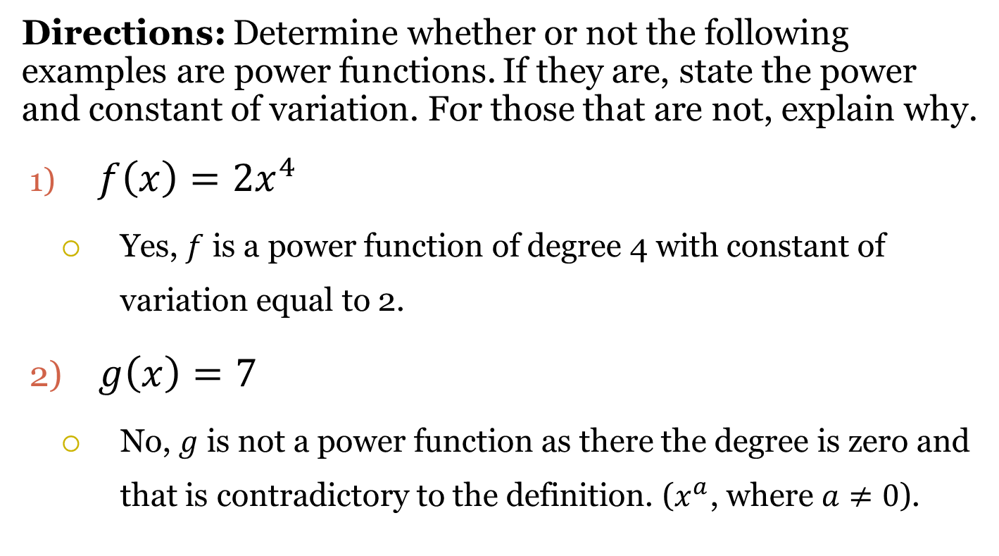 Directions: Determine whether or not the following
examples are power functions. If they are, state the power
and constant of variation. For those that are not, explain why.
1) f(x) = 2x⁴
○ Yes, f is a power function of degree 4 with constant of
variation equal to 2.
2) g(x) = 7
○ No, g is not a power function as there the degree is zero and
that is contradictory to the definition. (xᵃ, where a ≠ 0).